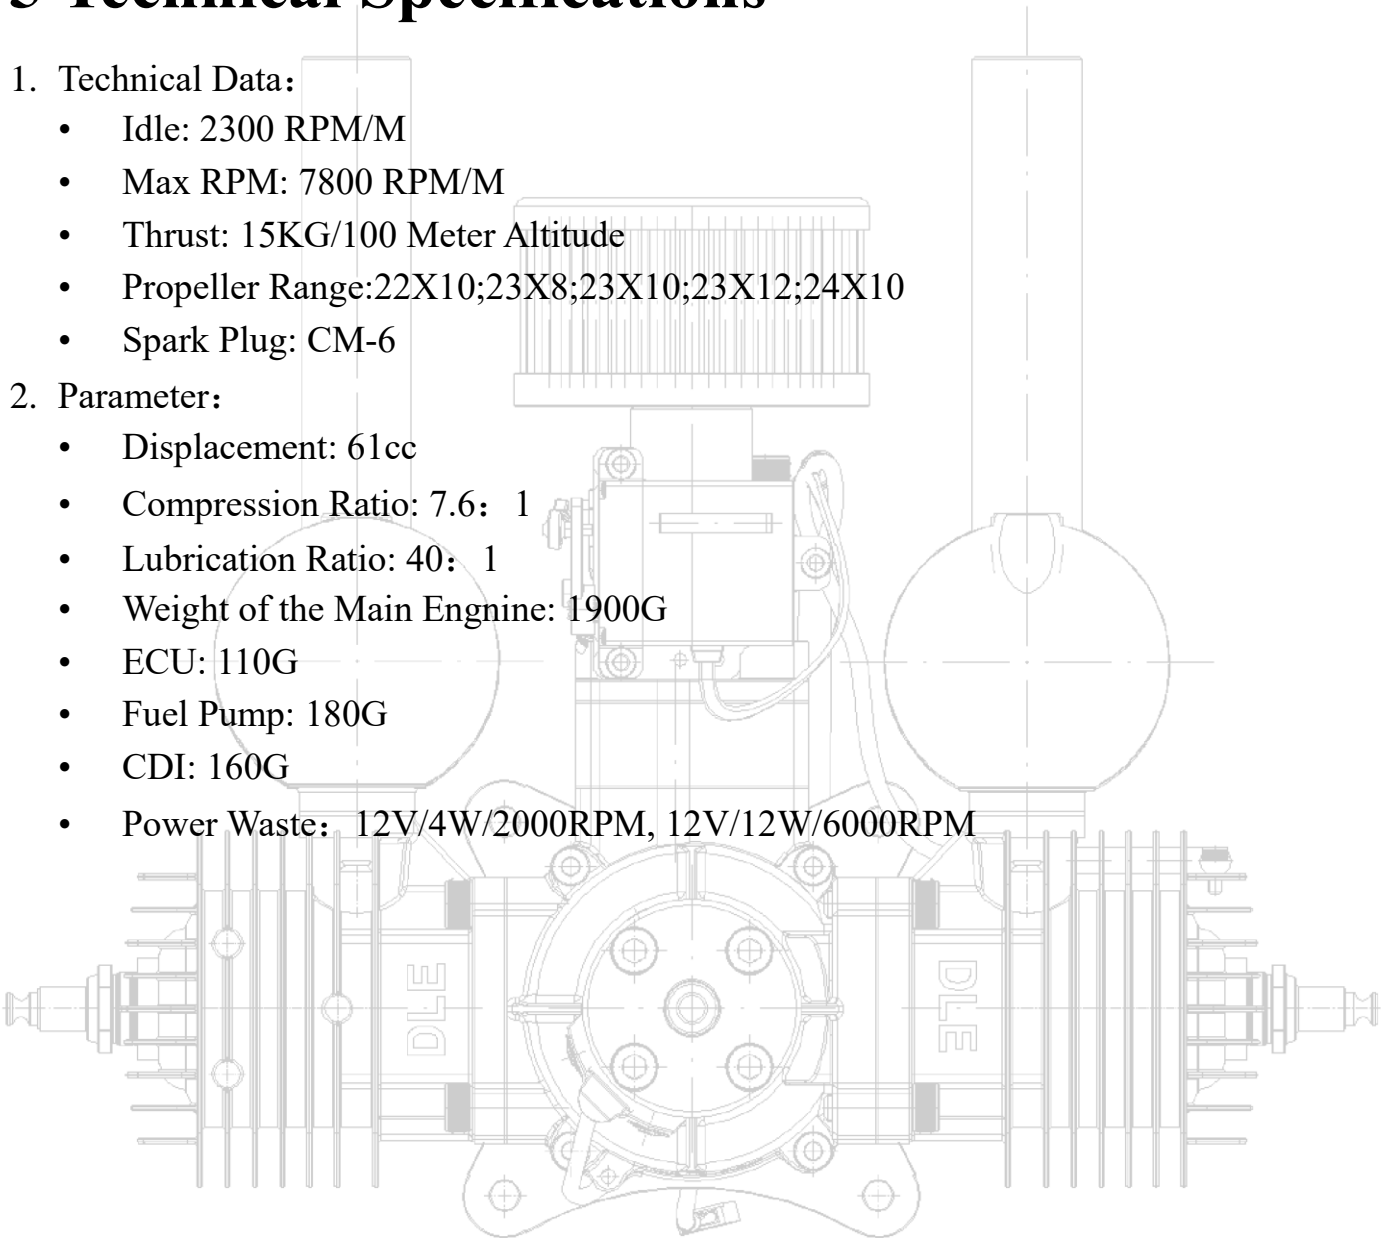 3 Technical Specifications
1. Technical Data：
• Idle: 2300 RPM/M
• Max RPM: 7800 RPM/M
• Thrust: 15KG/100 Meter Altitude
• Propeller Range:22X10;23X8;23X10;23X12;24X10
• Spark Plug: CM-6
2. Parameter：
• Displacement: 61cc
• Compression Ratio: 7.6：1
• Lubrication Ratio: 40：1
• Weight of the Main Engnine: 1900G
• ECU: 110G
• Fuel Pump: 180G
• CDI: 160G
• Power Waste：12V/4W/2000RPM, 12V/12W/6000RPM
DLE
DLE